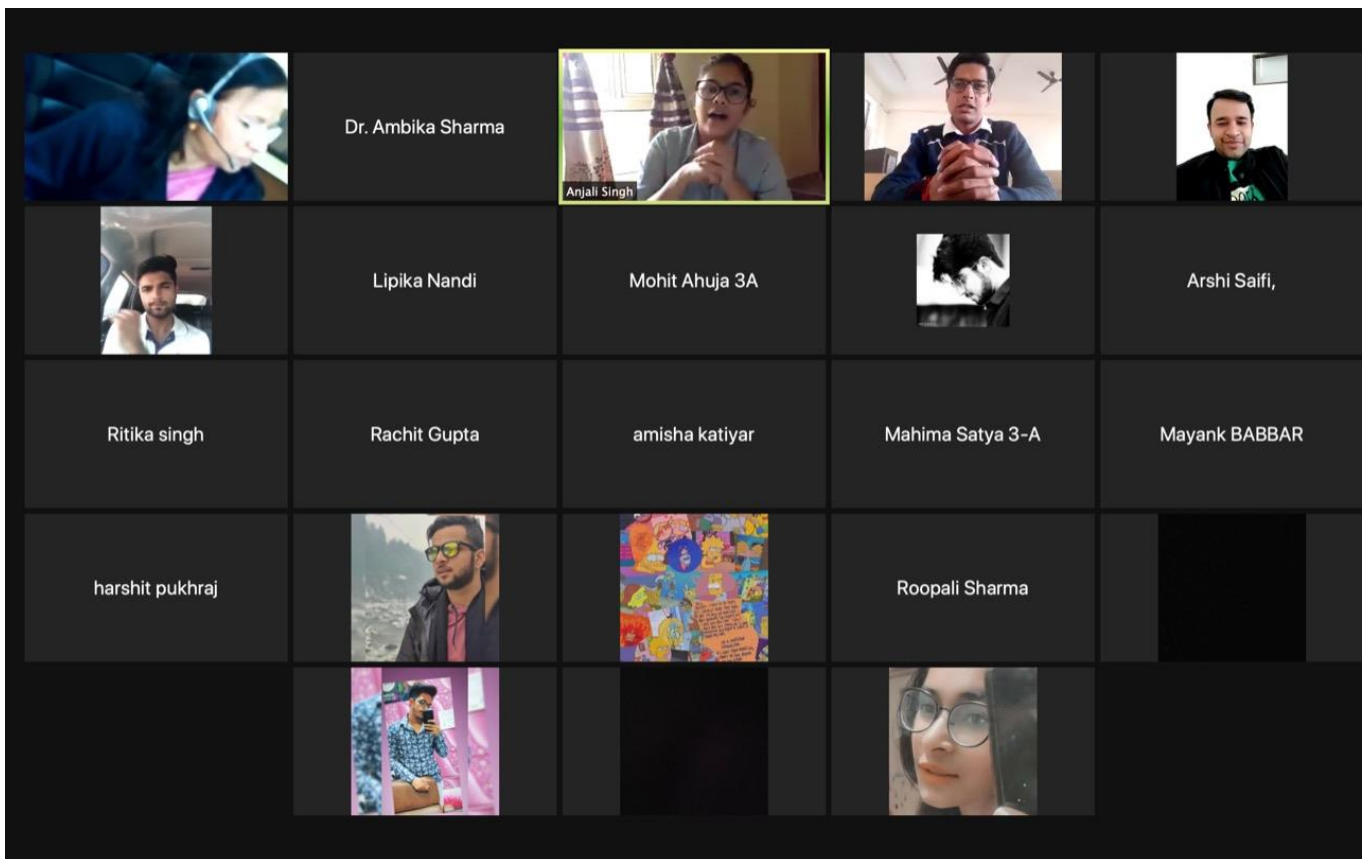 Dr. Ambika Sharma
Anjali Singh
Lipika Nandi
Mohit Ahuja 3A
Arshi Saifi,
Ritika singh
Rachit Gupta
amisha katiyar
Mahima Satya 3-A
Mayank BABBAR
harshit pukhraj
Roopali Sharma